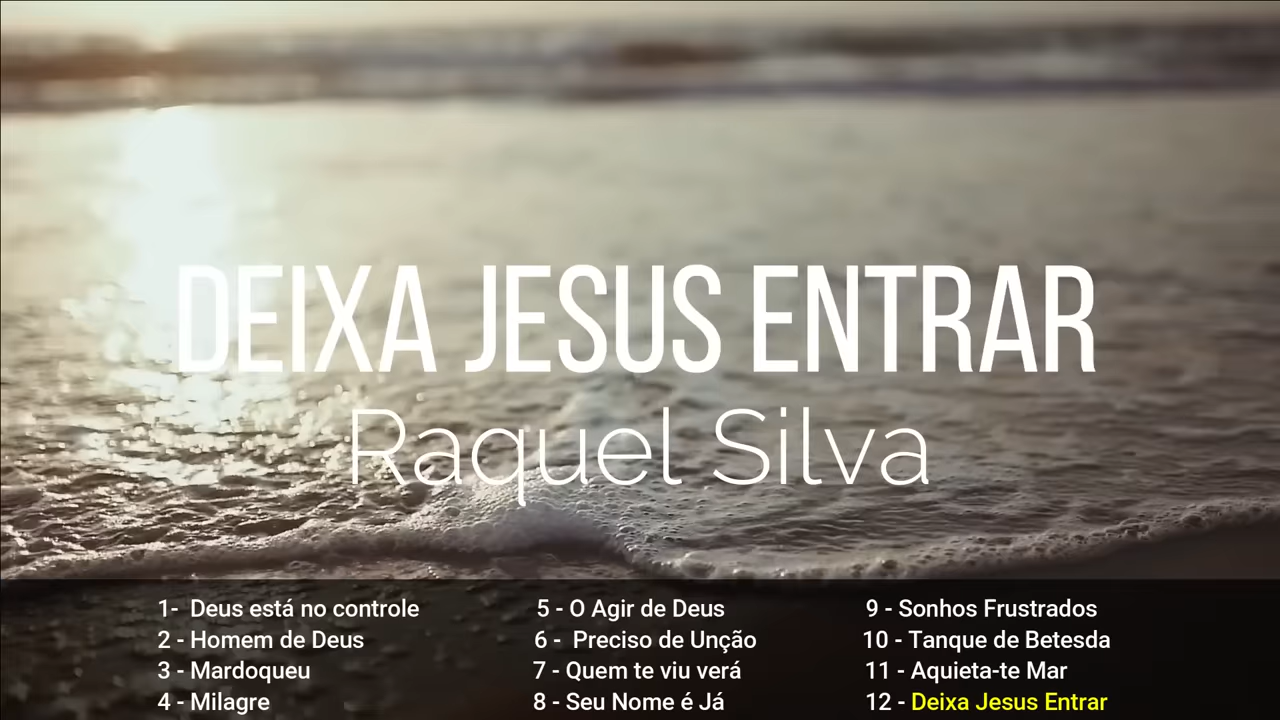 DEIXA JESUS ENTRAR
Raquel Silva
1-  Deus está no controle
2 - Homem de Deus
3 - Mardoqueu
4 - Milagre
5 - O Agir de Deus
6 -  Preciso de Unção
7 - Quem te viu verá
8 - Seu Nome é Já
9 - Sonhos Frustrados
10 - Tanque de Betesda
11 - Aquieta-te Mar
12 - Deixa Jesus Entrar